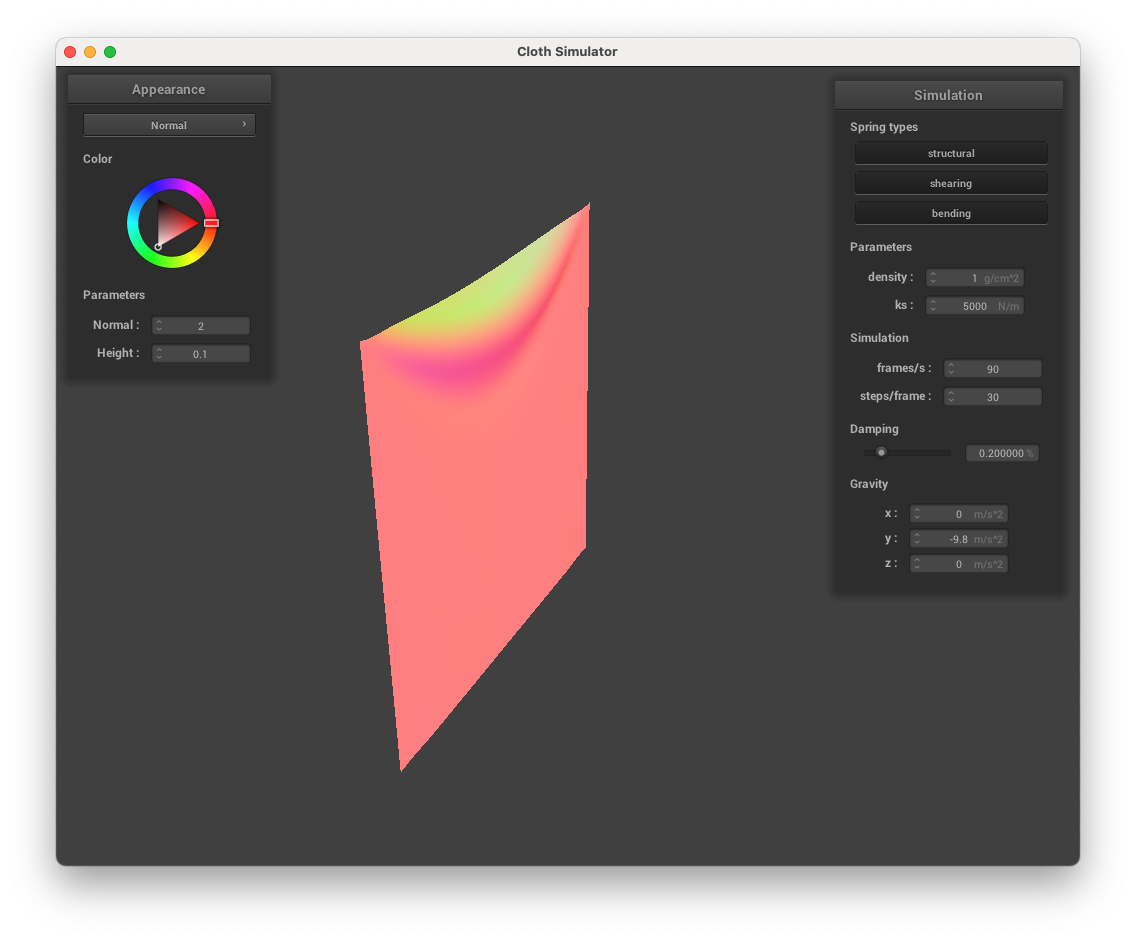 Cloth Simulator
Appearance
Normal
Color
Parameters
Normal : 2
Height : 0.1
Simulation
Spring types
structural
shearing
bending
Parameters
density : 1 g/cm^2
ks : 5000 N/m
Simulation
frames/s : 90
steps/frame : 30
Damping
0.200000 %
Gravity
x : 0 m/s^2
y : -9.8 m/s^2
z : 0 m/s^2